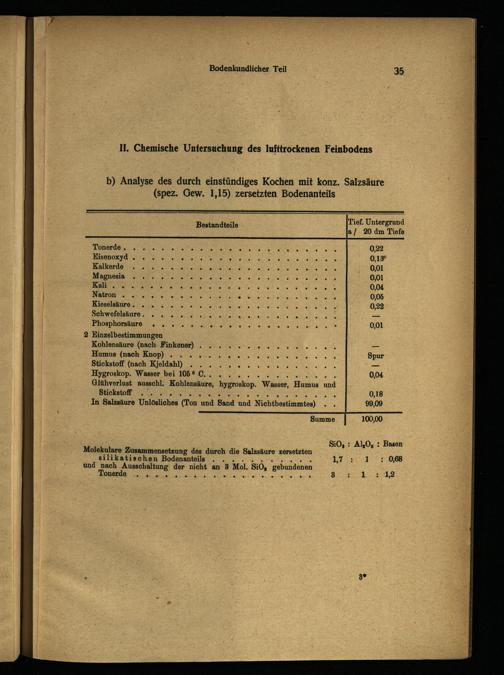 Bodenkundlicher Teil 35
II. Chemische Untersuchung des lufttrockenen Feinbodens
b) Analyse des durch einstündiges Kochen mit konz. Salzsäure
(spez. Gew. 1,15) zersetzten Bodenanteils
Bestandteile Tief. Untergrund
a/ 20 dm Tiefe
Tonerde . . . . . . . . . . 0,22
Eisenoxyd . . . . . . . . . . 0,13
Kalkerde . . . . . . . . . . 0,01
Magnesia . . . . . . . . . . 0,01
Kali . . . . . . . . . . 0,04
Natron . . . . . . . . . . 0,05
Kieselsäure . . . . . . . . . . 0,22
Schwefelsäure . . . . . . . . . . —
Phosphorsäure . . . . . . . . . . 0,01
2 Einzelbestimmungen
Kohlensäure (nach Finkener) . . . . . . . . . . —
Humus (nach Knop) . . . . . . . . . . Spur
Stickstoff (nach Kjeldahl) . . . . . . . . . . —
Hygroskop. Wasser bei 105° C. . . . . . . . . . . 0,04
Glühverlust ausschl. Kohlensäure, hygroskop. Wasser, Humus und
Stickstoff . . . . . . . . . . 0,18
In Salzsäure Unlösliches (Ton und Sand und Nichtbestimmtes) . . 99,09
Summe 100,00
SiO₂ : Al₂O₃ : Basen
Molekulare Zusammensetzung des durch die Salzsäure zersetzten
silikatischen Bodenanteils . . . . . . . . . . 1,7 : 1 : 0,68
und nach Ausschaltung der nicht an 3 Mol. SiO₂ gebundenen
Tonerde . . . . . . . . . . 3 : 1 : 1,2
3*